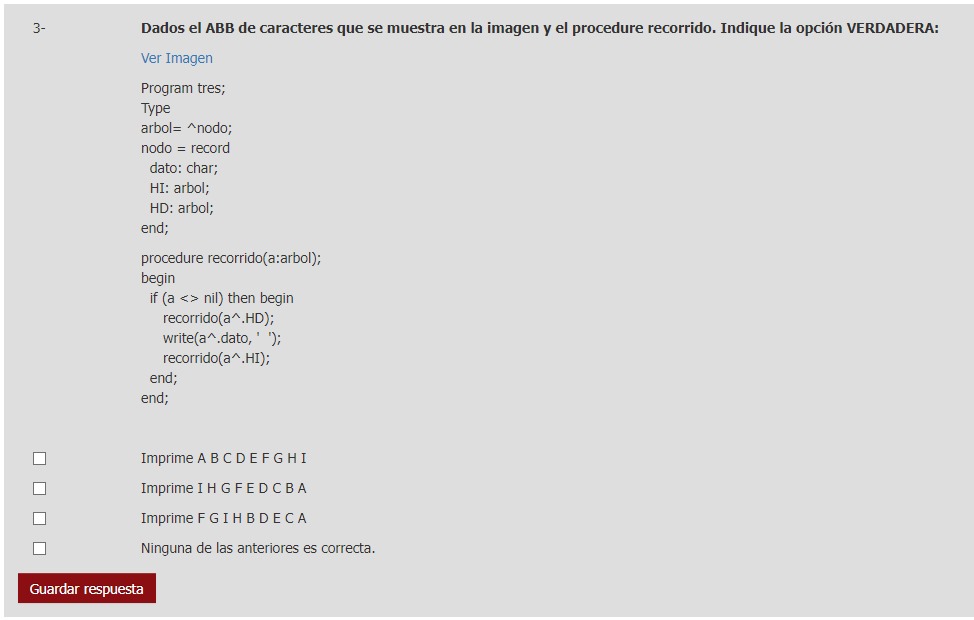 3-
Dados el ABB de caracteres que se muestra en la imagen y el procedure recorrido. Indique la opción VERDADERA:
Ver Imagen
Program tres;
Type
arbol= ^nodo;
nodo = record
dato: char;
HI: arbol;
HD: arbol;
end;
procedure recorrido(a:arbol);
begin
if (a <> nil) then begin
recorrido(a^.HD);
write(a^.dato, '  ');
recorrido(a^.HI);
end;
end;
Imprime A B C D E F G H I
Imprime I H G F E D C B A
Imprime F G I H B D E C A
Ninguna de las anteriores es correcta.
Guardar respuesta